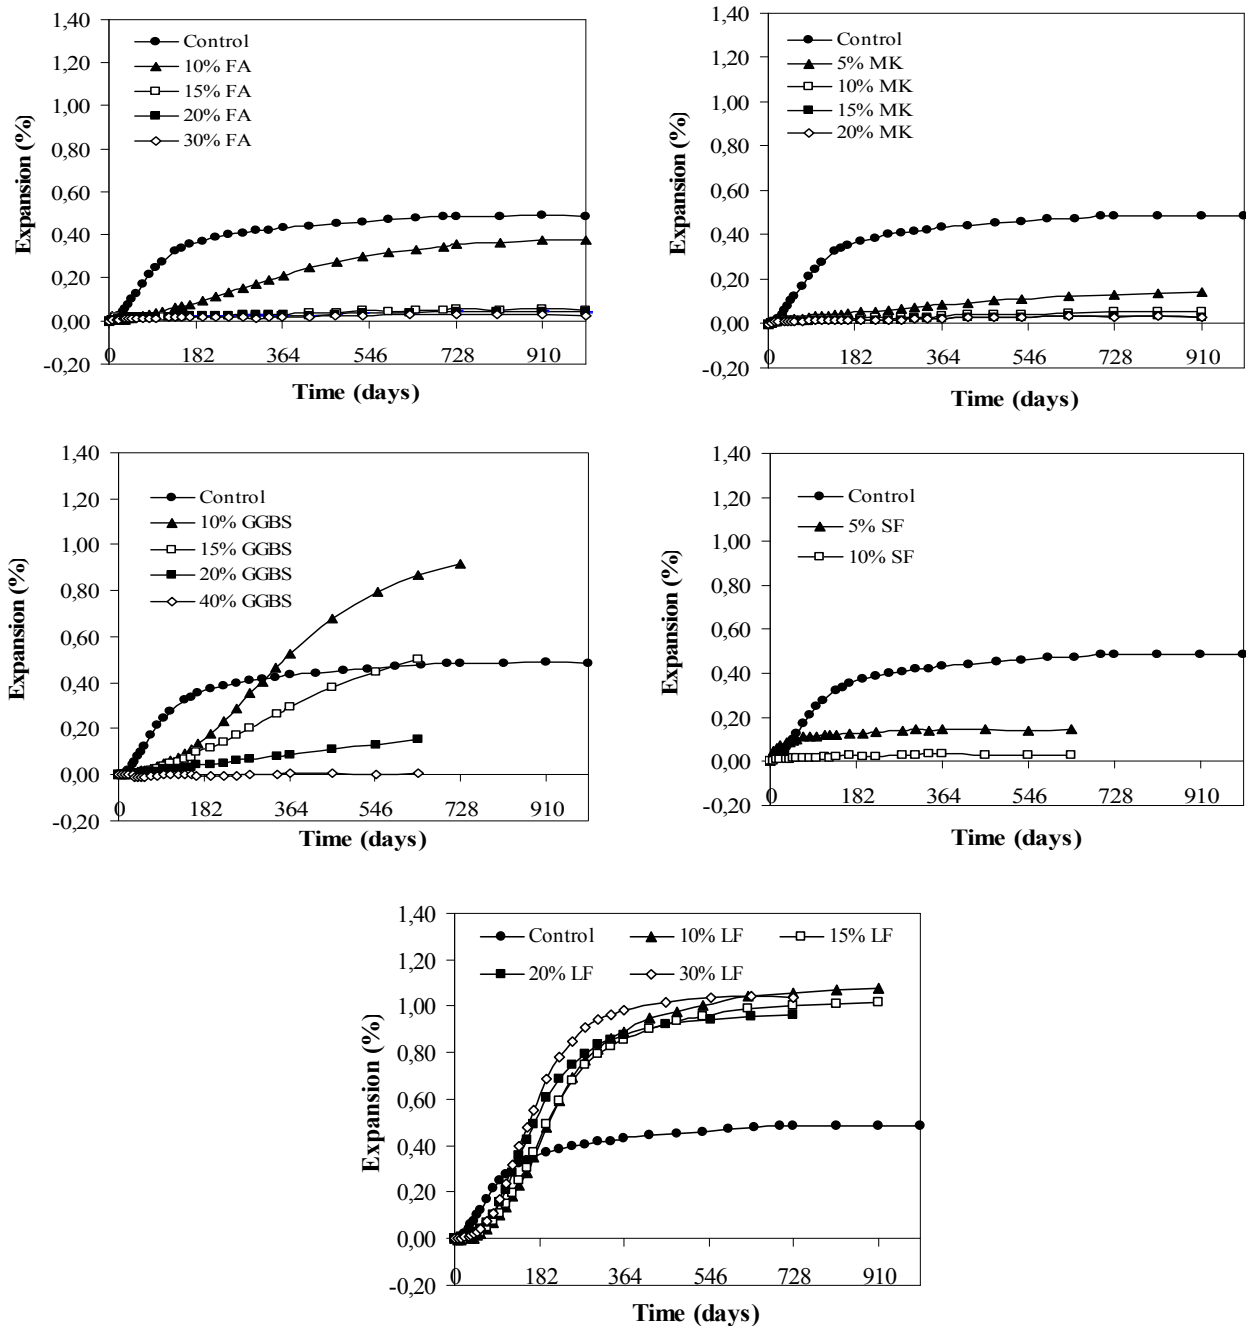 1,40
1,20
1,00
0,80
0,60
0,40
0,20
0,00
-0,20
Expansion (%)
Control
10% FA
15% FA
20% FA
30% FA
0 182 364 546 728 910
Time (days)
1,40
1,20
1,00
0,80
0,60
0,40
0,20
0,00
-0,20
Expansion (%)
Control
5% MK
10% MK
15% MK
20% MK
0 182 364 546 728 910
Time (days)
1,40
1,20
1,00
0,80
0,60
0,40
0,20
0,00
-0,20
Expansion (%)
Control
10% GGBS
15% GGBS
20% GGBS
40% GGBS
0 182 364 546 728 910
Time (days)
1,40
1,20
1,00
0,80
0,60
0,40
0,20
0,00
-0,20
Expansion (%)
Control
5% SF
10% SF
0 182 364 546 728 910
Time (days)
1,40
1,20
1,00
0,80
0,60
0,40
0,20
0,00
-0,20
Expansion (%)
Control 10% LF 15% LF
20% LF 30% LF
0 182 364 546 728 910
Time (days)